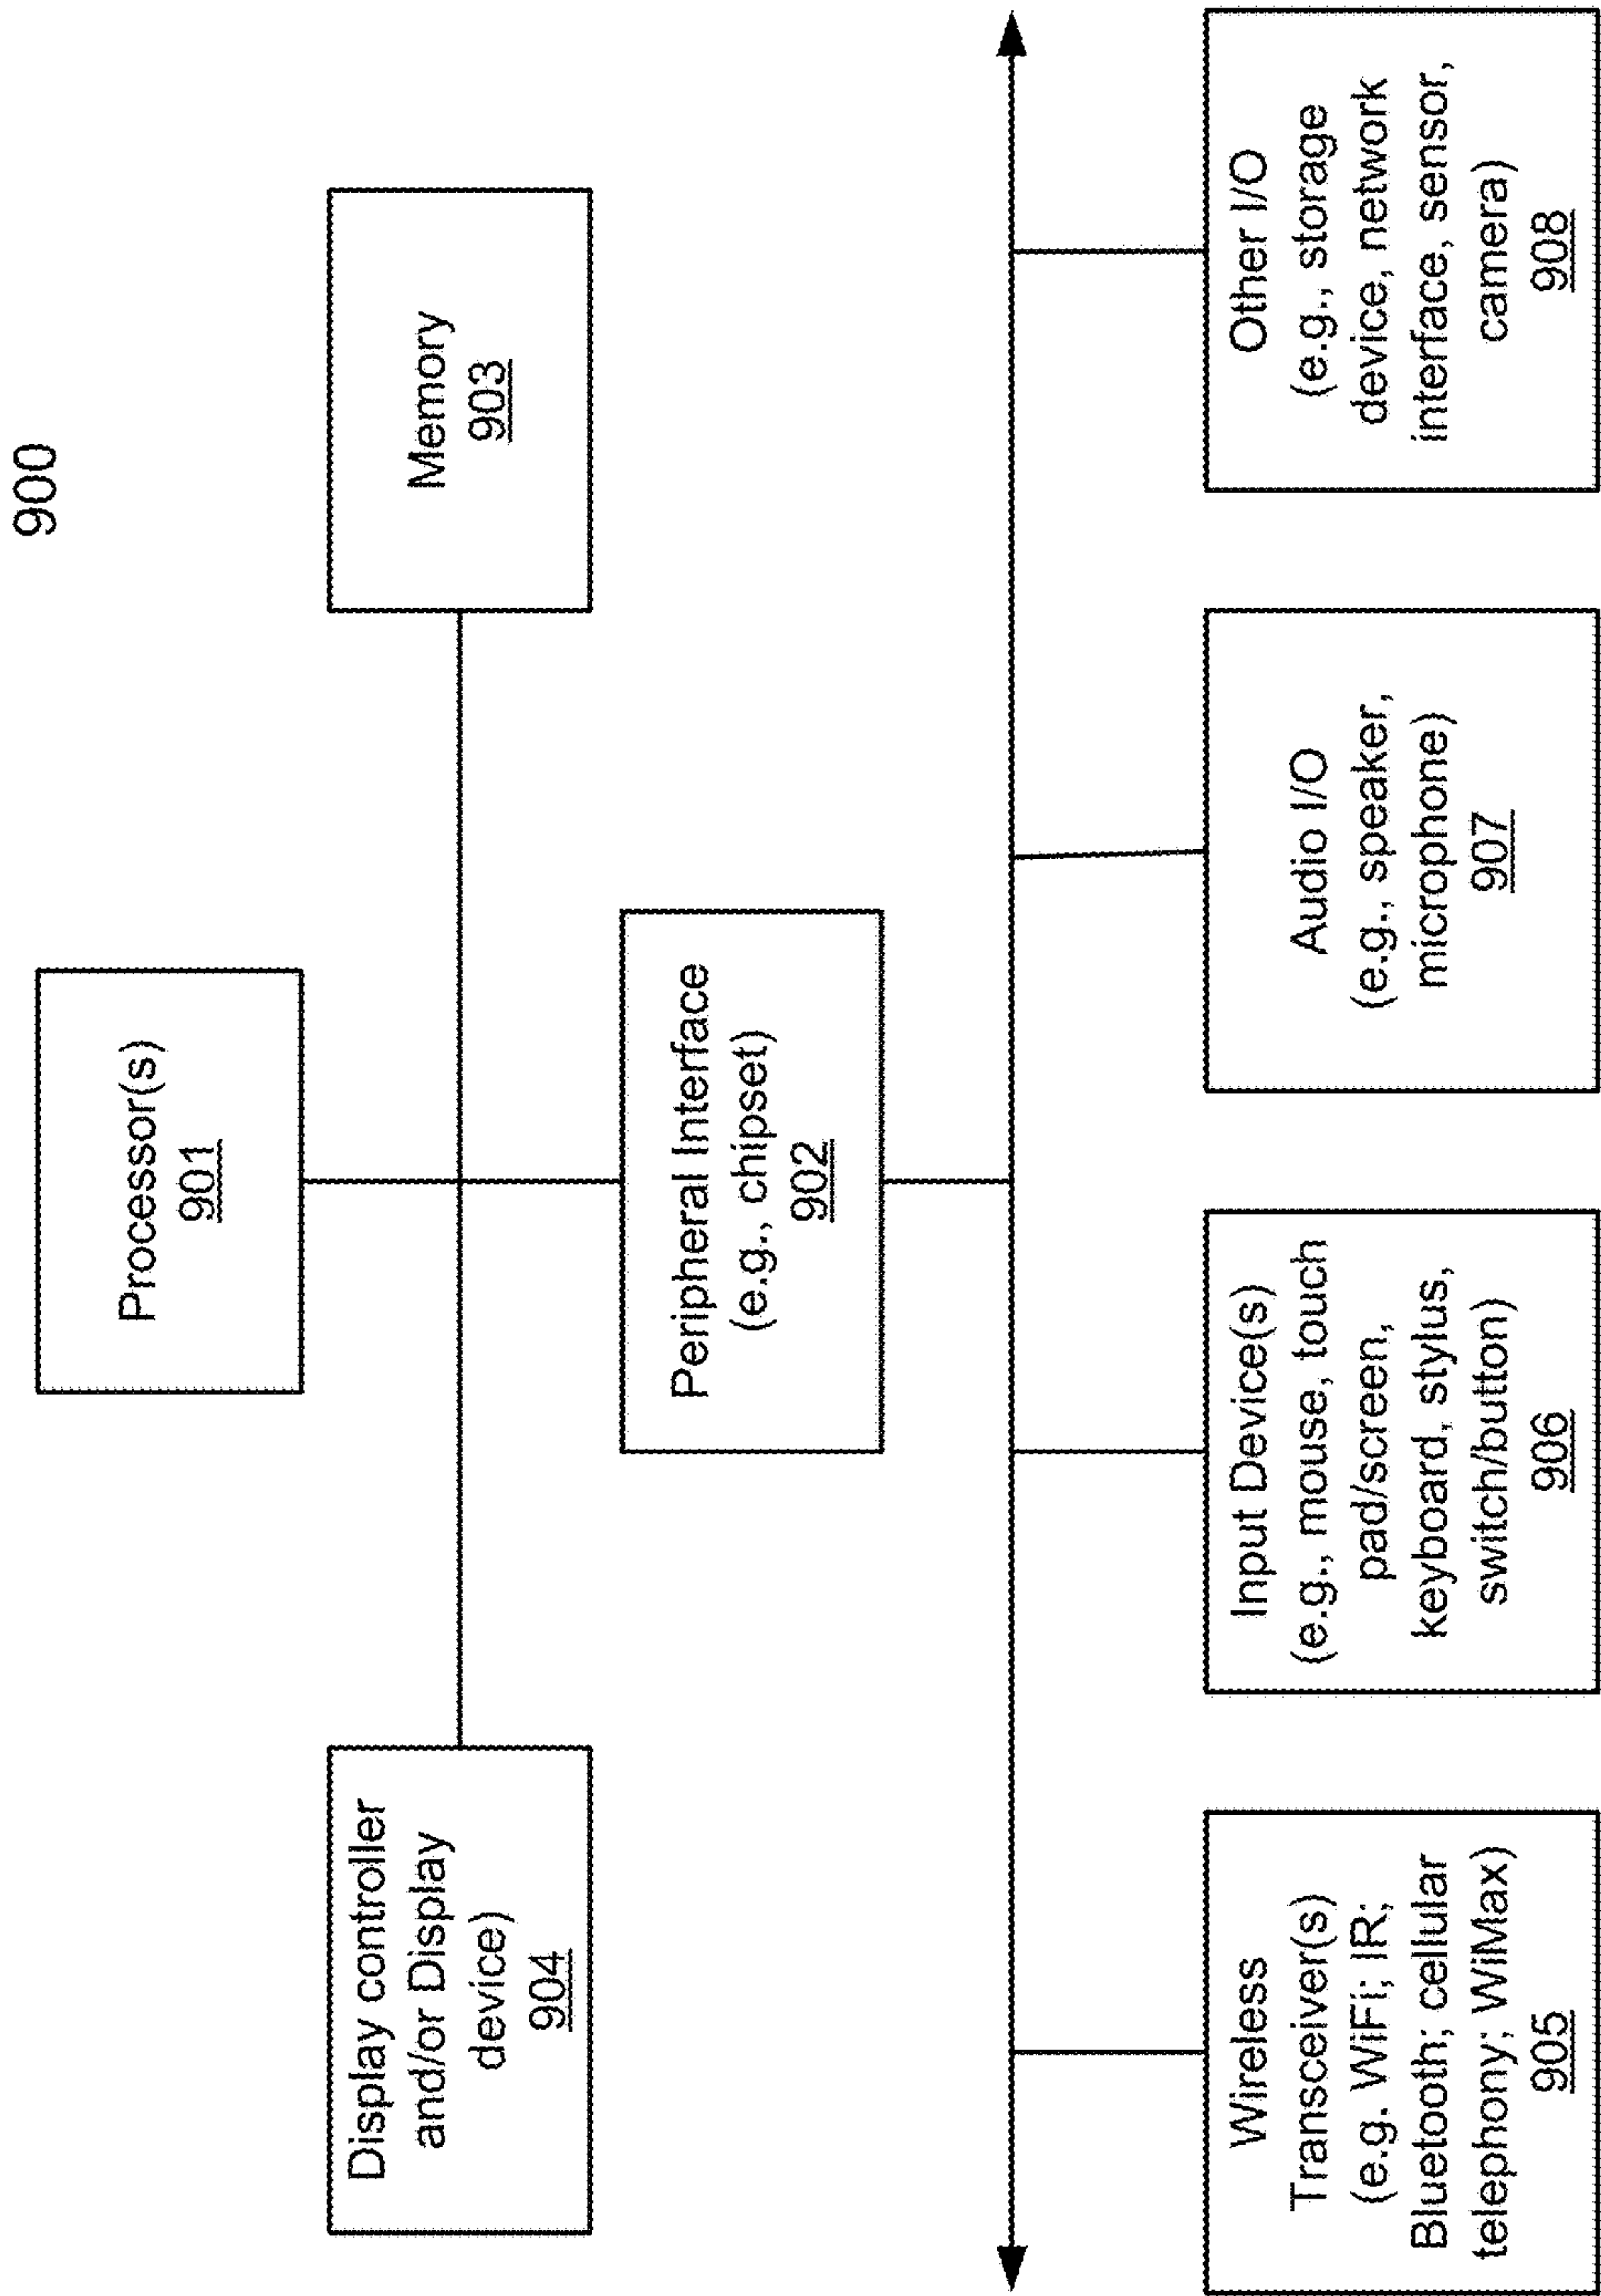 900
Processor(s)
901
Display controller
and/or Display
device)
904
Memory
903
Peripheral Interface
(e.g., chipset)
902
Wireless
Transceiver(s)
(e.g. WiFi; IR;
Bluetooth; cellular
telephony; WiMax)
905
Input Device(s)
(e.g., mouse, touch
pad/screen,
keyboard, stylus,
switch/button)
906
Audio I/O
(e.g., speaker,
microphone)
907
Other I/O
(e.g., storage
device, network
interface, sensor,
camera)
908